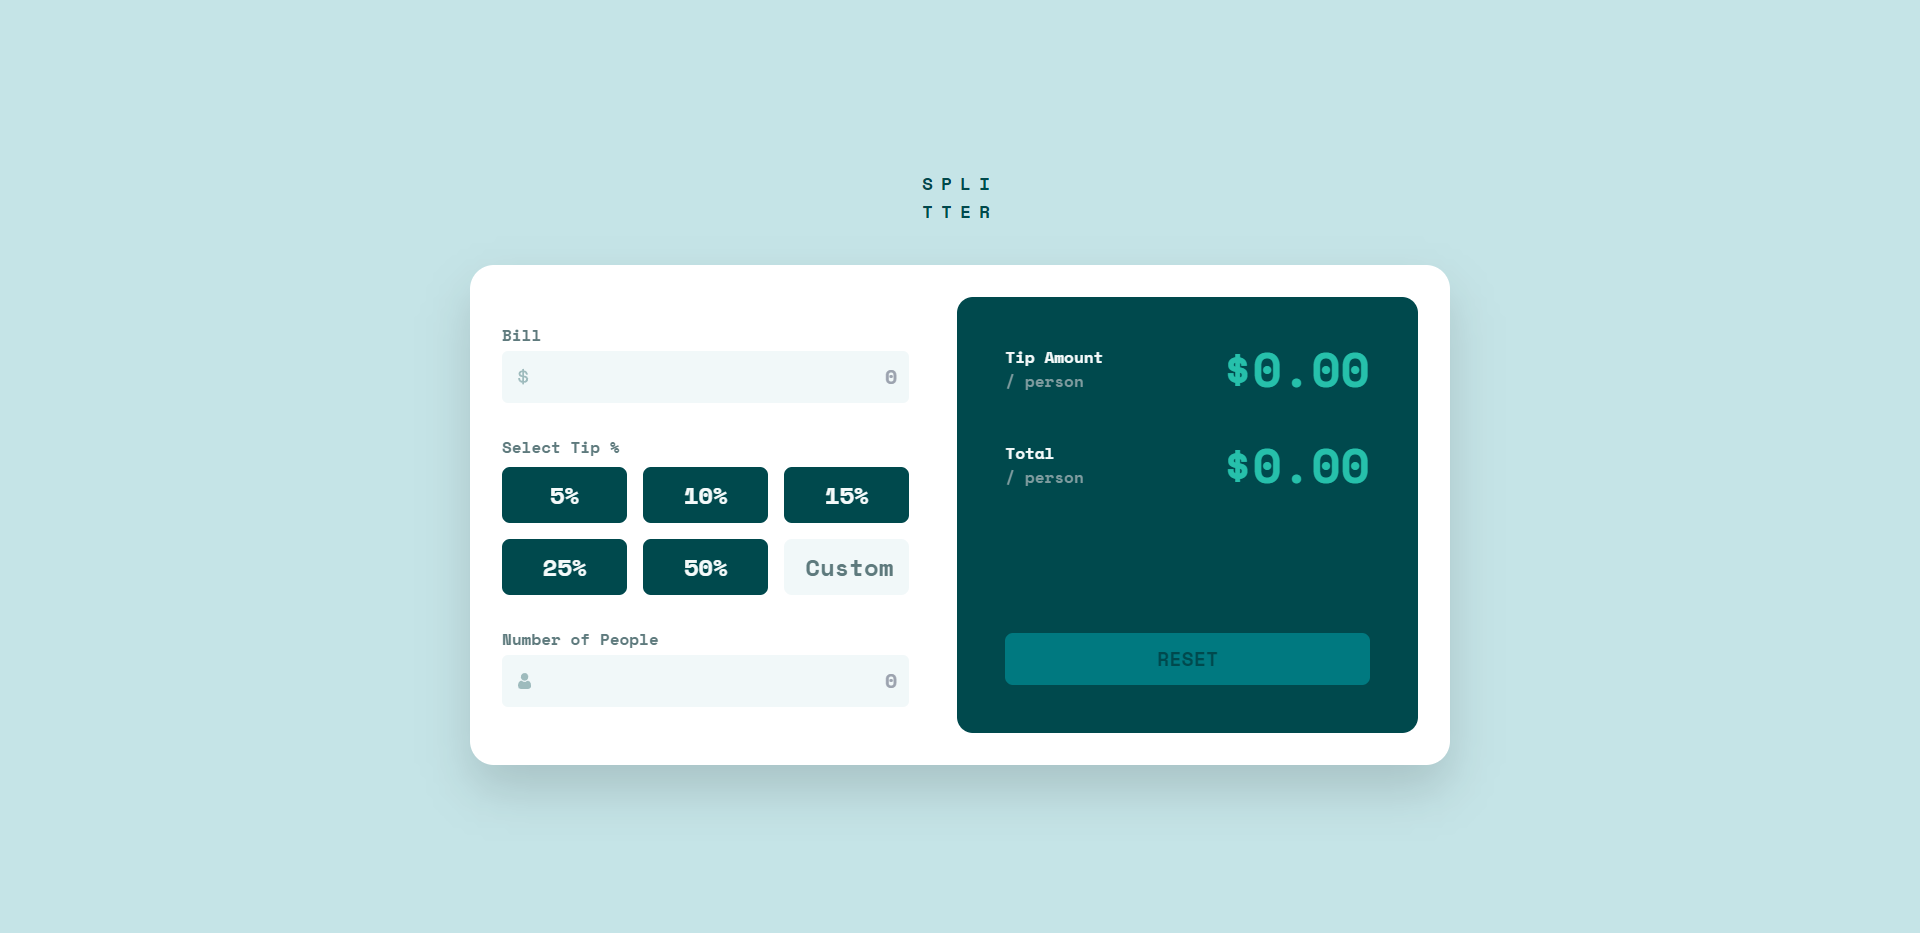 SPLI
TTER
Bill
$ 0
Select Tip %
5% 10% 15%
25% 50% Custom
Number of People
0
Tip Amount
/ person
$0.00
Total
/ person
$0.00
RESET